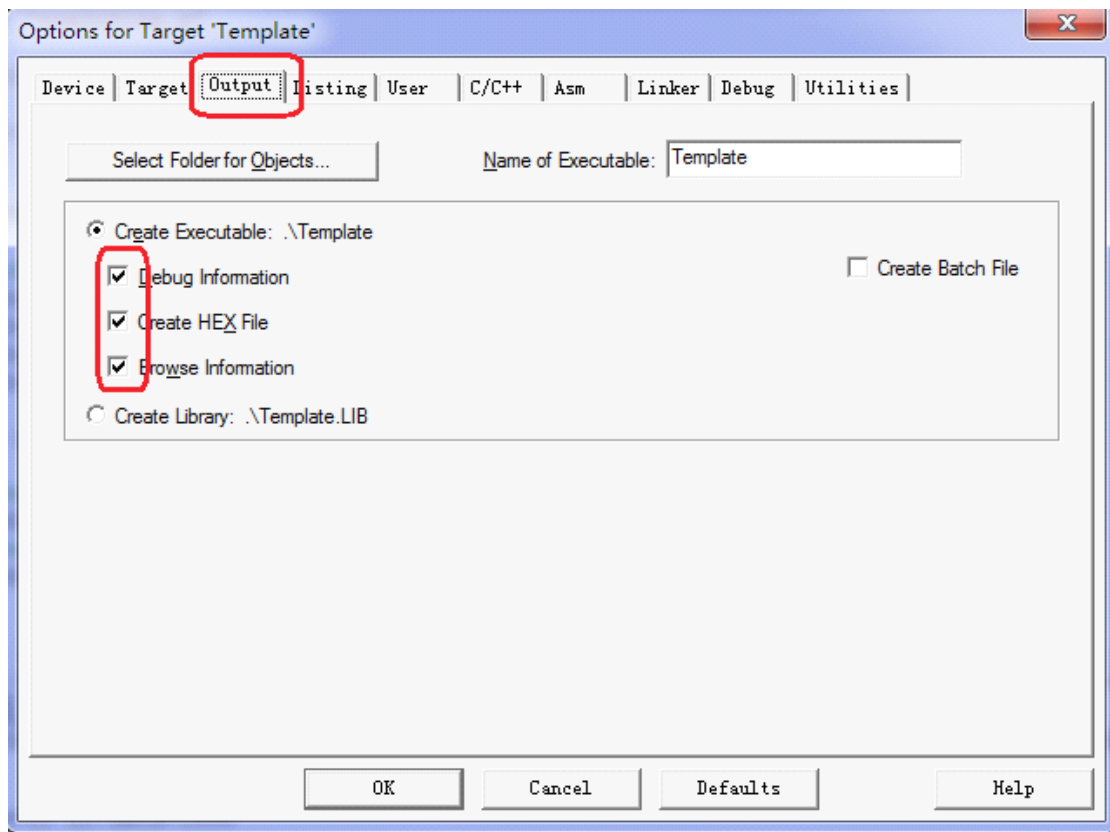 Options for Target 'Template'
Device Target Output Listing User C/C++ Asm Linker Debug Utilities
Select Folder for Objects... Name of Executable: Template
Create Executable: .\Template
Debug Information Create Batch File
Create HEX File
Browse Information
Create Library: .\Template.LIB
OK Cancel Defaults Help